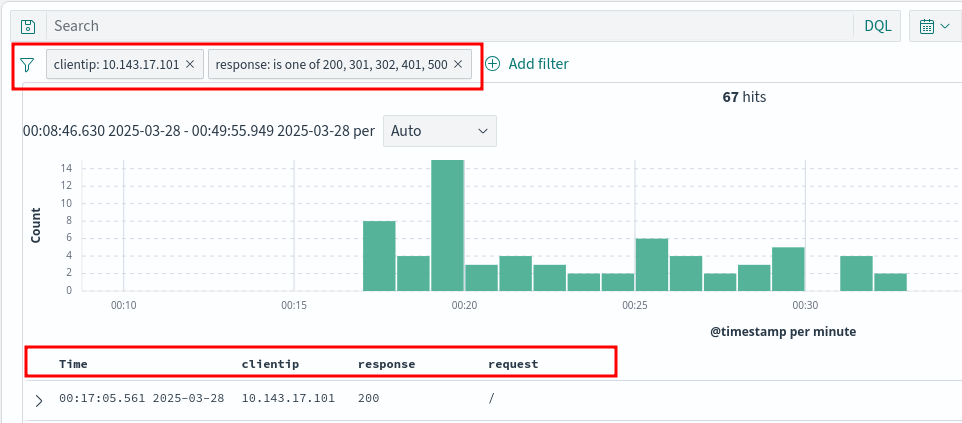 Search DQL
clientip: 10.143.17.101 × response: is one of 200, 301, 302, 401, 500 × Add filter
67 hits
00:08:46.630 2025-03-28 - 00:49:55.949 2025-03-28 per Auto
14
12
10
8
6
4
2
0
Count
00:10 00:15 00:20 00:25 00:30
@timestamp per minute
Time clientip response request
00:17:05.561 2025-03-28 10.143.17.101 200 /